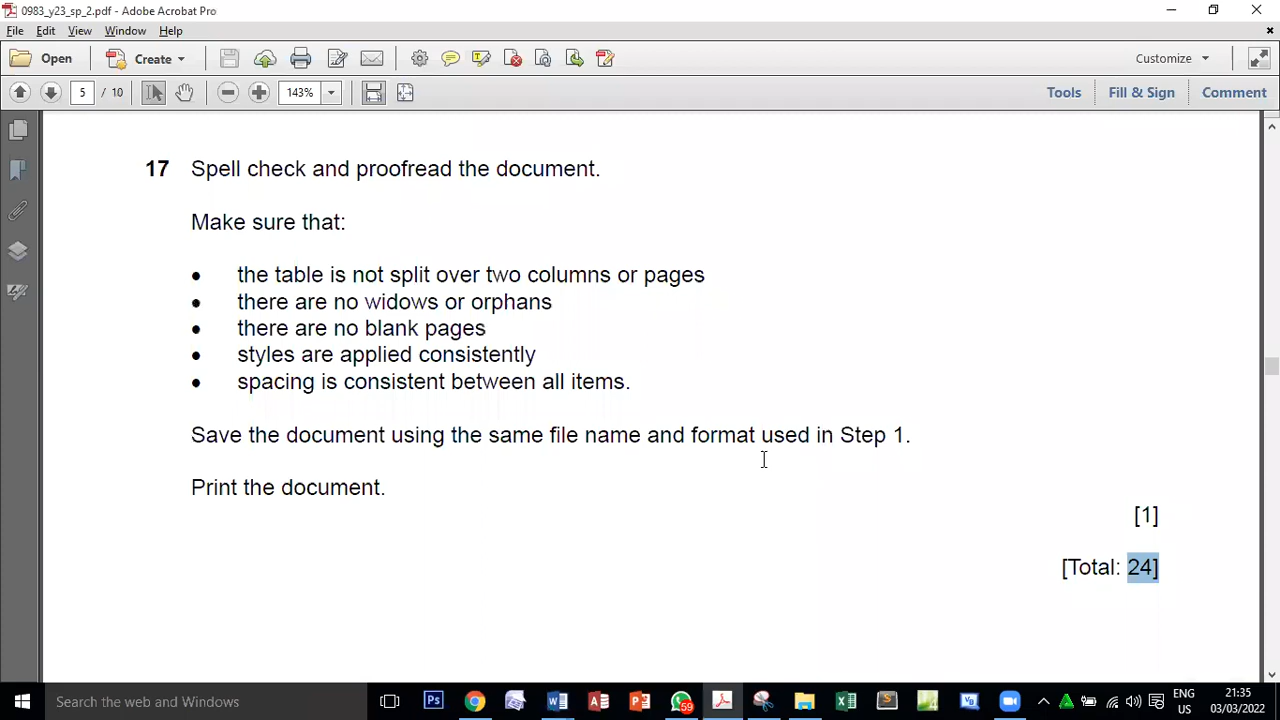 0983_y23_sp_2.pdf - Adobe Acrobat Pro
File Edit View Window Help
Open Create Customize
5 / 10 143% Tools Fill & Sign Comment
17 Spell check and proofread the document.
Make sure that:
• the table is not split over two columns or pages
• there are no widows or orphans
• there are no blank pages
• styles are applied consistently
• spacing is consistent between all items.
Save the document using the same file name and format used in Step 1.
Print the document.
[1]
[Total: 24]
Search the web and Windows
Ps
59
ENG
US
21:35
03/03/2022